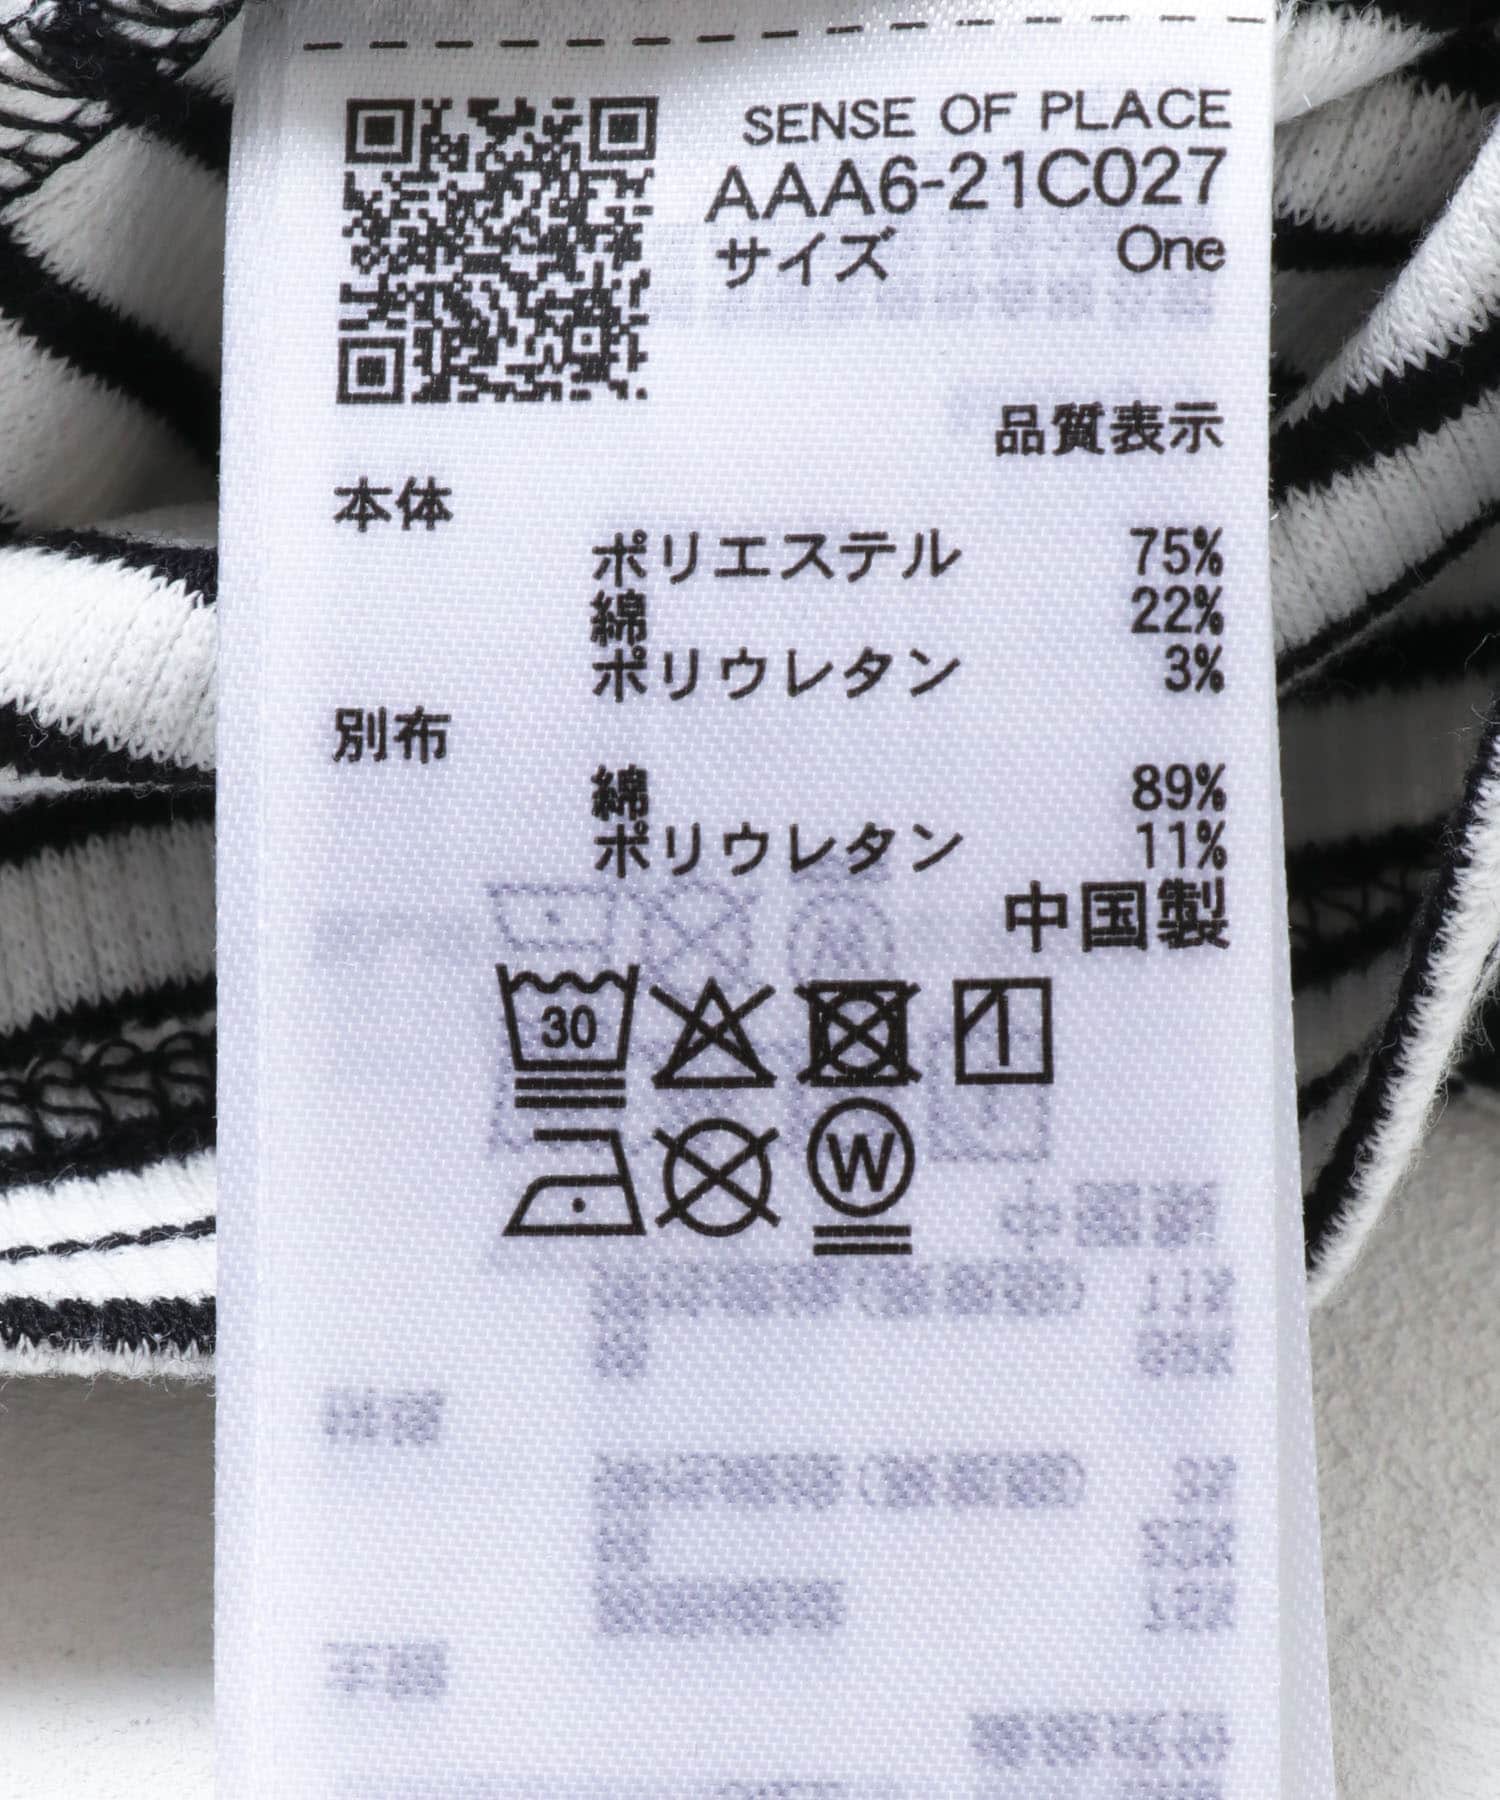 SENSE OF PLACE
AAA6-21C027
サイズ One
品質表示
本体
ポリエステル 75%
綿 22%
ポリウレタン 3%
別布
綿 89%
ポリウレタン 11%
中国製
30
W